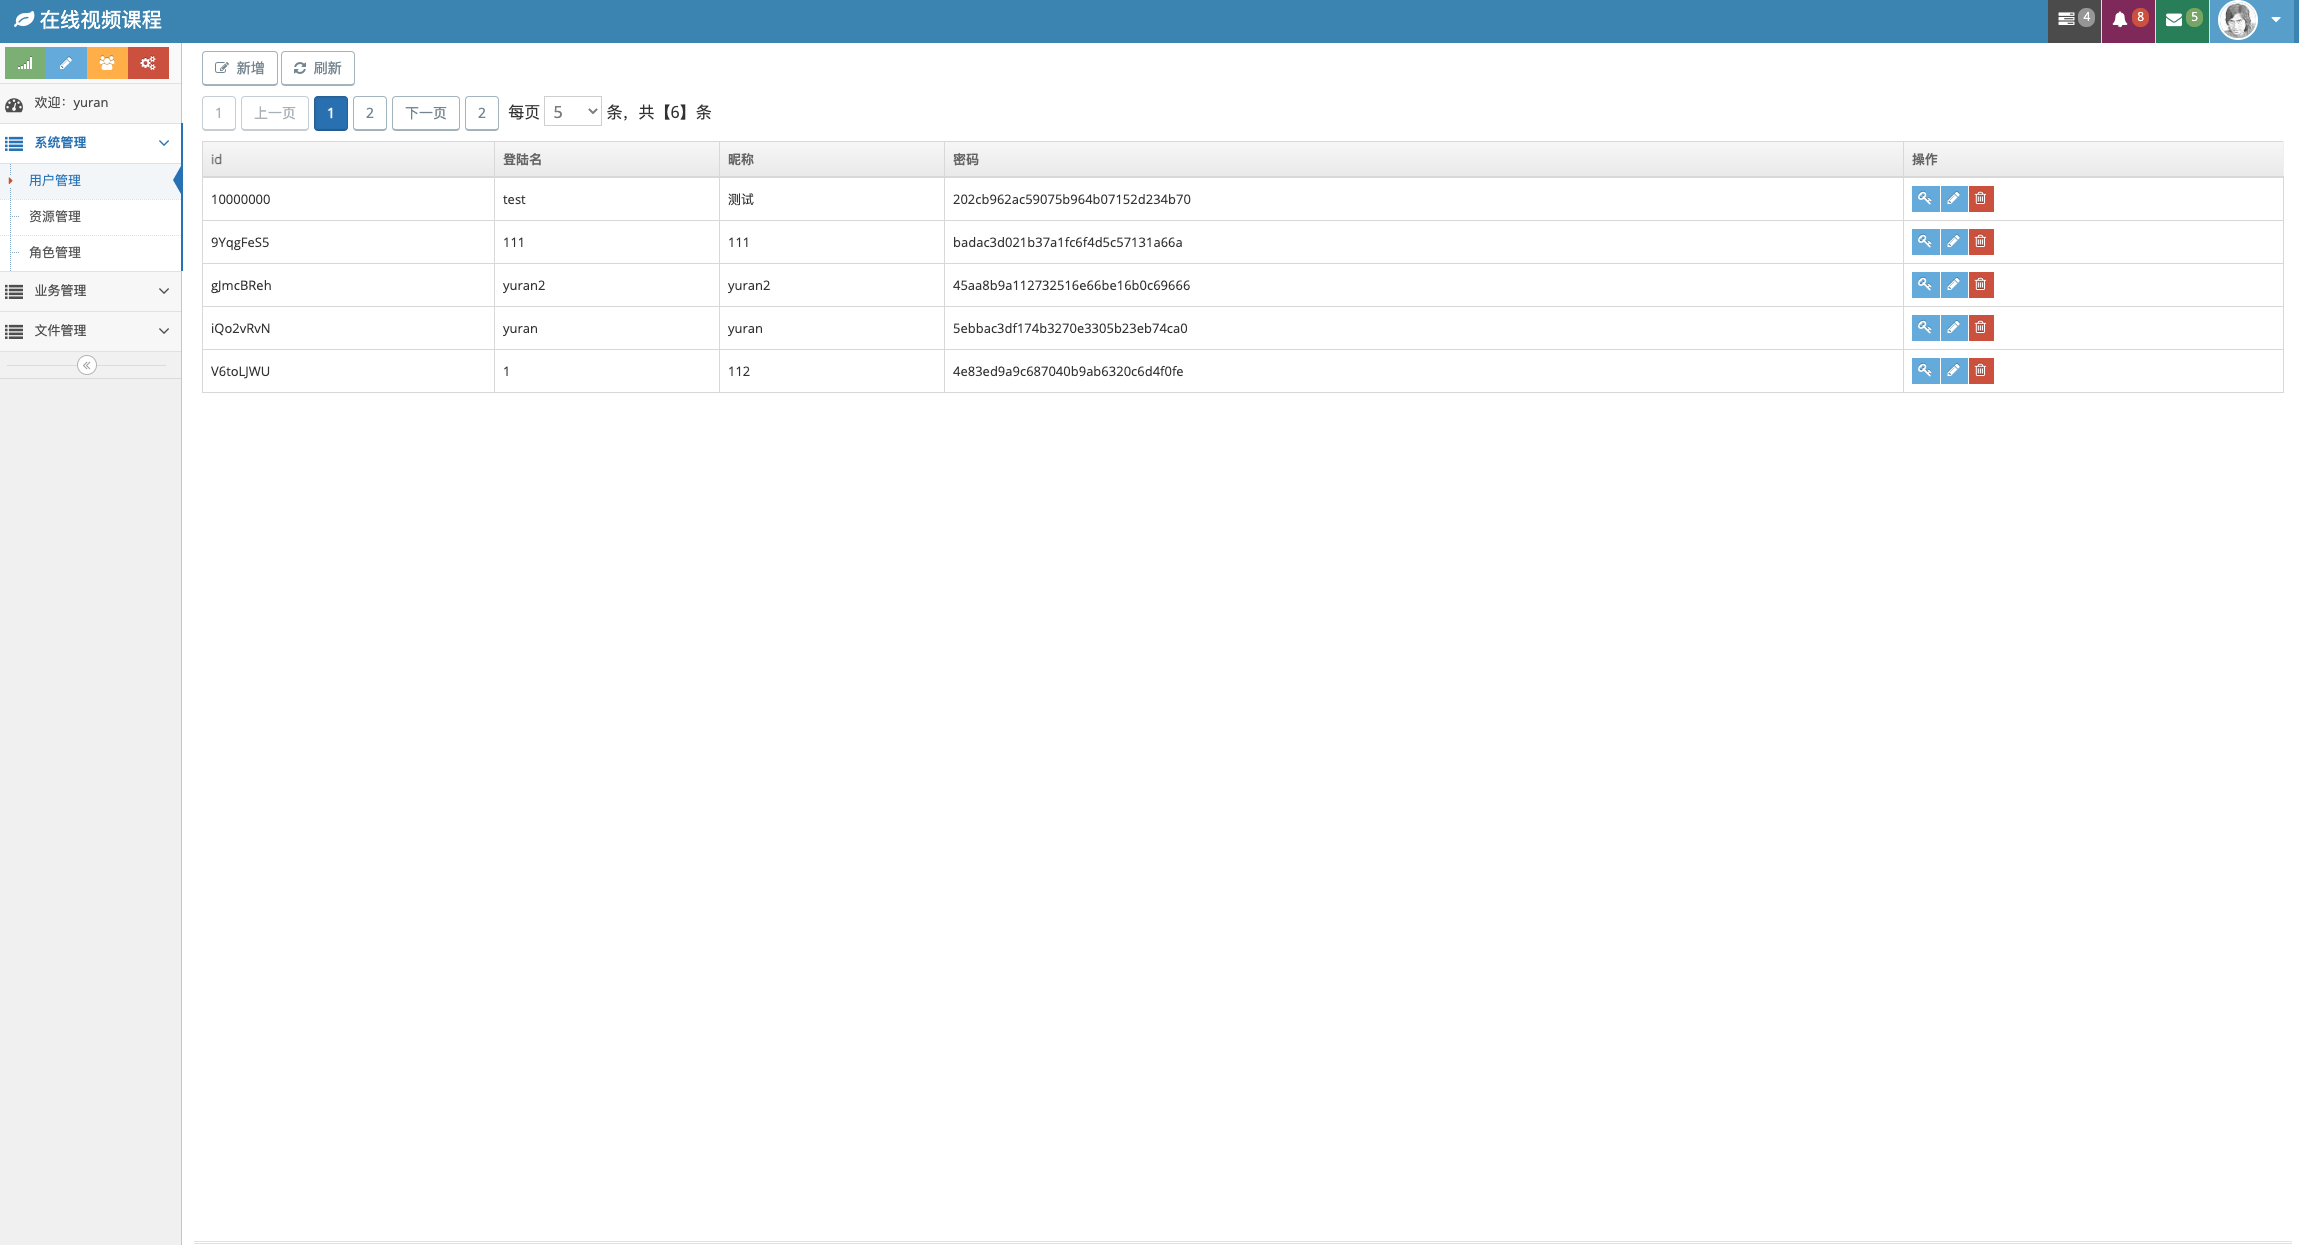 在线视频课程
4
8
5
欢迎：yuran
系统管理
用户管理
资源管理
角色管理
业务管理
文件管理
新增
刷新
1 上一页 1 2 下一页 2 每页 5 条，共【6】条
id 登陆名 昵称 密码 操作
10000000 test 测试 202cb962ac59075b964b07152d234b70
9YqgFeS5 111 111 badac3d021b37a1fc6f4d5c57131a66a
gJmcBReh yuran2 yuran2 45aa8b9a112732516e66be16b0c69666
iQo2vRvN yuran yuran 5ebbac3df174b3270e3305b23eb74ca0
V6toLJWU 1 112 4e83ed9a9c687040b9ab6320c6d4f0fe